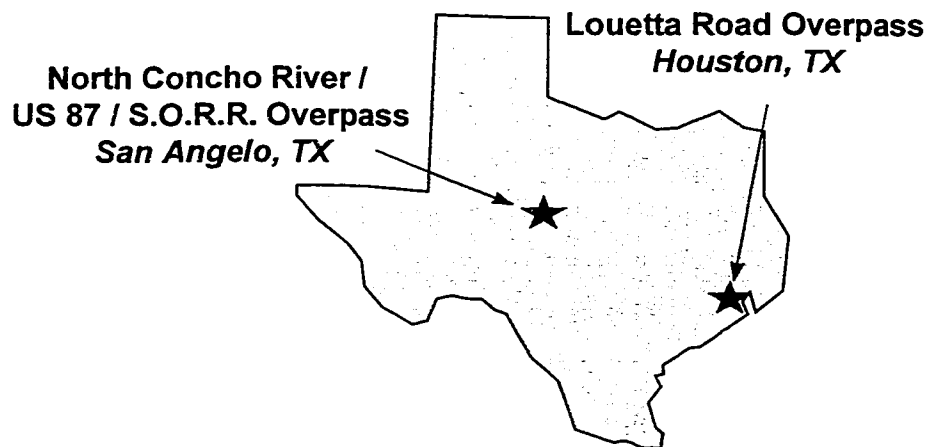 Louetta Road Overpass
Houston, TX
North Concho River /
US 87 / S.O.R.R. Overpass
San Angelo, TX